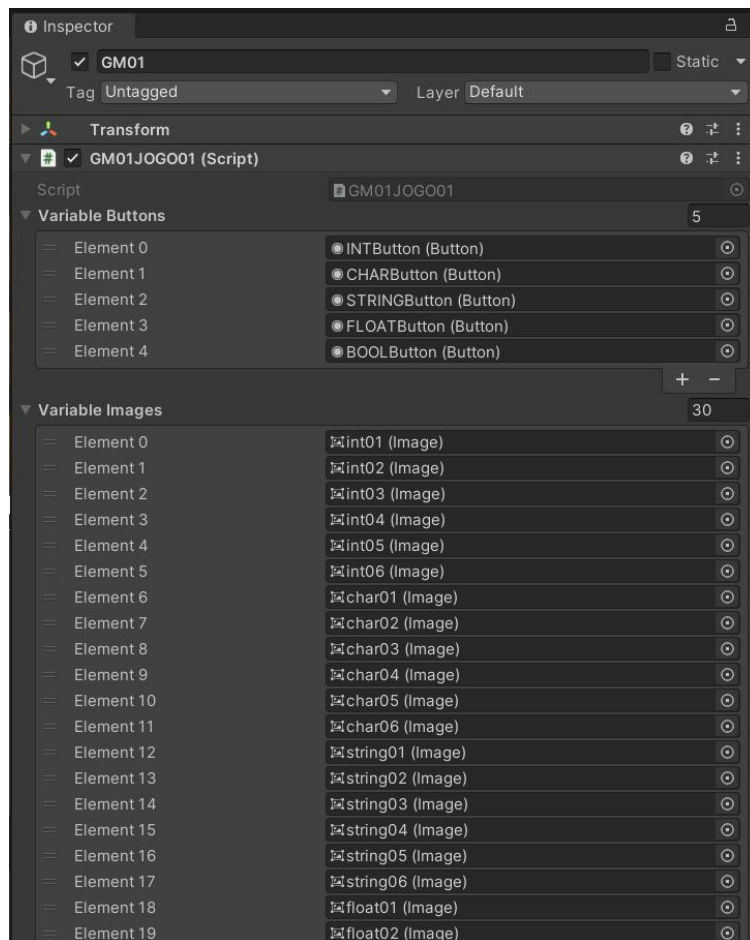 Inspector
GM01 Static
Tag Untagged Layer Default
Transform
GM01JOGO01 (Script)
Script GM01JOGO01
Variable Buttons 5
Element 0 INTButton (Button)
Element 1 CHARButton (Button)
Element 2 STRINGButton (Button)
Element 3 FLOATButton (Button)
Element 4 BOOLButton (Button)
+ −
Variable Images 30
Element 0 int01 (Image)
Element 1 int02 (Image)
Element 2 int03 (Image)
Element 3 int04 (Image)
Element 4 int05 (Image)
Element 5 int06 (Image)
Element 6 char01 (Image)
Element 7 char02 (Image)
Element 8 char03 (Image)
Element 9 char04 (Image)
Element 10 char05 (Image)
Element 11 char06 (Image)
Element 12 string01 (Image)
Element 13 string02 (Image)
Element 14 string03 (Image)
Element 15 string04 (Image)
Element 16 string05 (Image)
Element 17 string06 (Image)
Element 18 float01 (Image)
Element 19 float02 (Image)